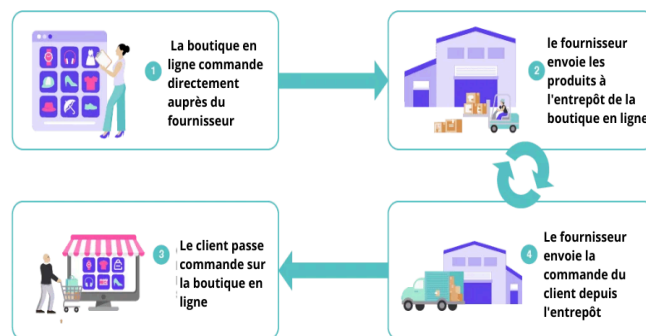 1
La boutique en
ligne commande
directement
auprès du
fournisseur
2
le fournisseur
envoie les
produits à
l'entrepôt de la
boutique en ligne
3
Le client passe
commande sur
la boutique en
ligne
4
Le fournisseur
envoie la
commande du
client depuis
l'entrepôt